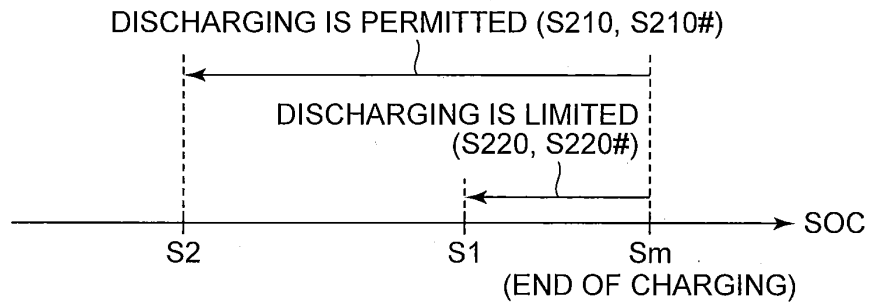 DISCHARGING IS PERMITTED (S210, S210#)
DISCHARGING IS LIMITED
(S220, S220#)
SOC
S2 S1 Sm
(END OF CHARGING)